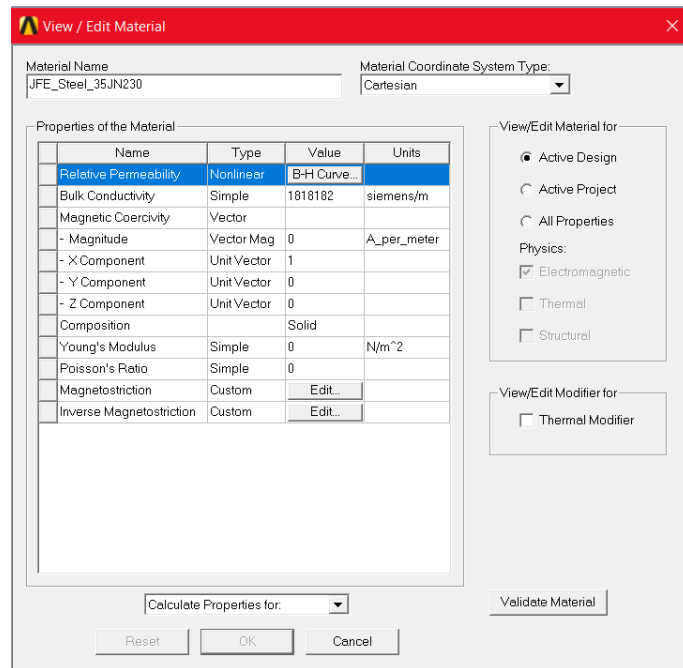 View / Edit Material
Material Name
Material Coordinate System Type:
JFE_Steel_35JN230
Cartesian
Properties of the Material
Name Type Value Units
Relative Permeability Nonlinear B-H Curve...
Bulk Conductivity Simple 1818182 siemens/m
Magnetic Coercivity Vector
- Magnitude Vector Mag 0 A_per_meter
- X Component Unit Vector 1
- Y Component Unit Vector 0
- Z Component Unit Vector 0
Composition Solid
Young's Modulus Simple 0 N/m^2
Poisson's Ratio Simple 0
Magnetostriction Custom Edit...
Inverse Magnetostriction Custom Edit...
View/Edit Material for
Active Design
Active Project
All Properties
Physics:
Electromagnetic
Thermal
Structural
View/Edit Modifier for
Thermal Modifier
Calculate Properties for:
Validate Material
Reset OK Cancel